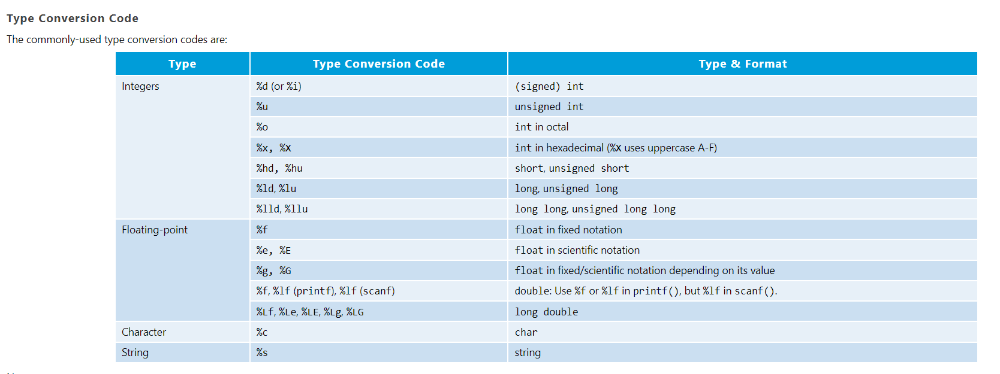 Type Conversion Code
The commonly-used type conversion codes are:
Type Type Conversion Code Type & Format
Integers %d (or %i) (signed) int
%u unsigned int
%o int in octal
%x, %X int in hexadecimal (%X uses uppercase A-F)
%hd, %hu short, unsigned short
%ld, %lu long, unsigned long
%lld, %llu long long, unsigned long long
Floating-point %f float in fixed notation
%e, %E float in scientific notation
%g, %G float in fixed/scientific notation depending on its value
%f, %lf (printf), %lf (scanf) double: Use %f or %lf in printf(), but %lf in scanf().
%Lf, %Le, %LE, %Lg, %LG long double
Character %c char
String %s string